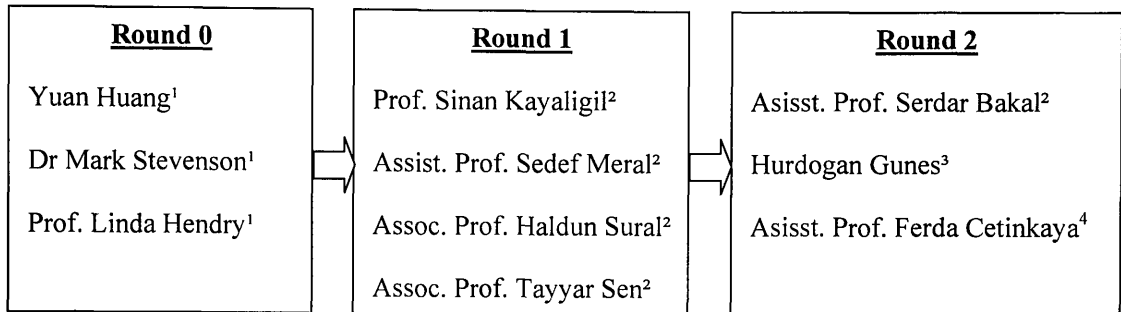 Round 0
Yuan Huang¹
Dr Mark Stevenson¹
Prof. Linda Hendry¹
Round 1
Prof. Sinan Kayaligil²
Assist. Prof. Sedef Meral²
Assoc. Prof. Haldun Sural²
Assoc. Prof. Tayyar Sen²
Round 2
Asisst. Prof. Serdar Bakal²
Hurdogan Gunes³
Asisst. Prof. Ferda Cetinkaya⁴